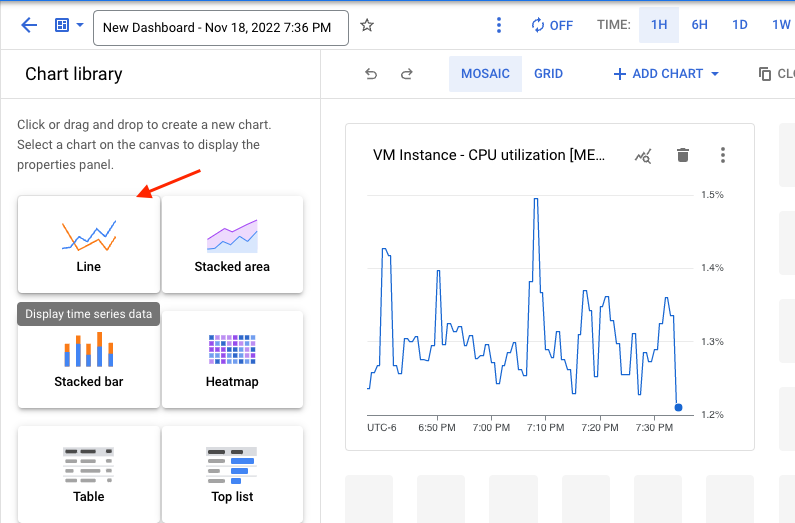 New Dashboard - Nov 18, 2022 7:36 PM
OFF
TIME:
1H
6H
1D
1W
Chart library
MOSAIC
GRID
ADD CHART
CLO
Click or drag and drop to create a new chart.
Select a chart on the canvas to display the
properties panel.
Line
Stacked area
Display time series data
Stacked bar
Heatmap
Table
Top list
VM Instance - CPU utilization [ME...
1.5%
1.4%
1.3%
1.2%
UTC-6
6:50 PM
7:00 PM
7:10 PM
7:20 PM
7:30 PM